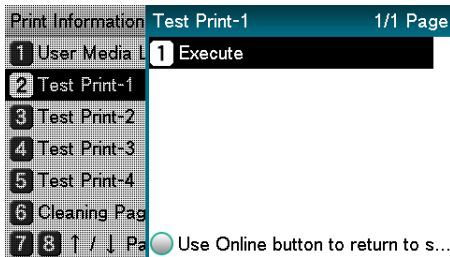 Print Information
1 User Media L
2 Test Print-1
3 Test Print-2
4 Test Print-3
5 Test Print-4
6 Cleaning Pag
7 8 ↑ / ↓ Pa
Test Print-1 1/1 Page
1 Execute
Use Online button to return to s...